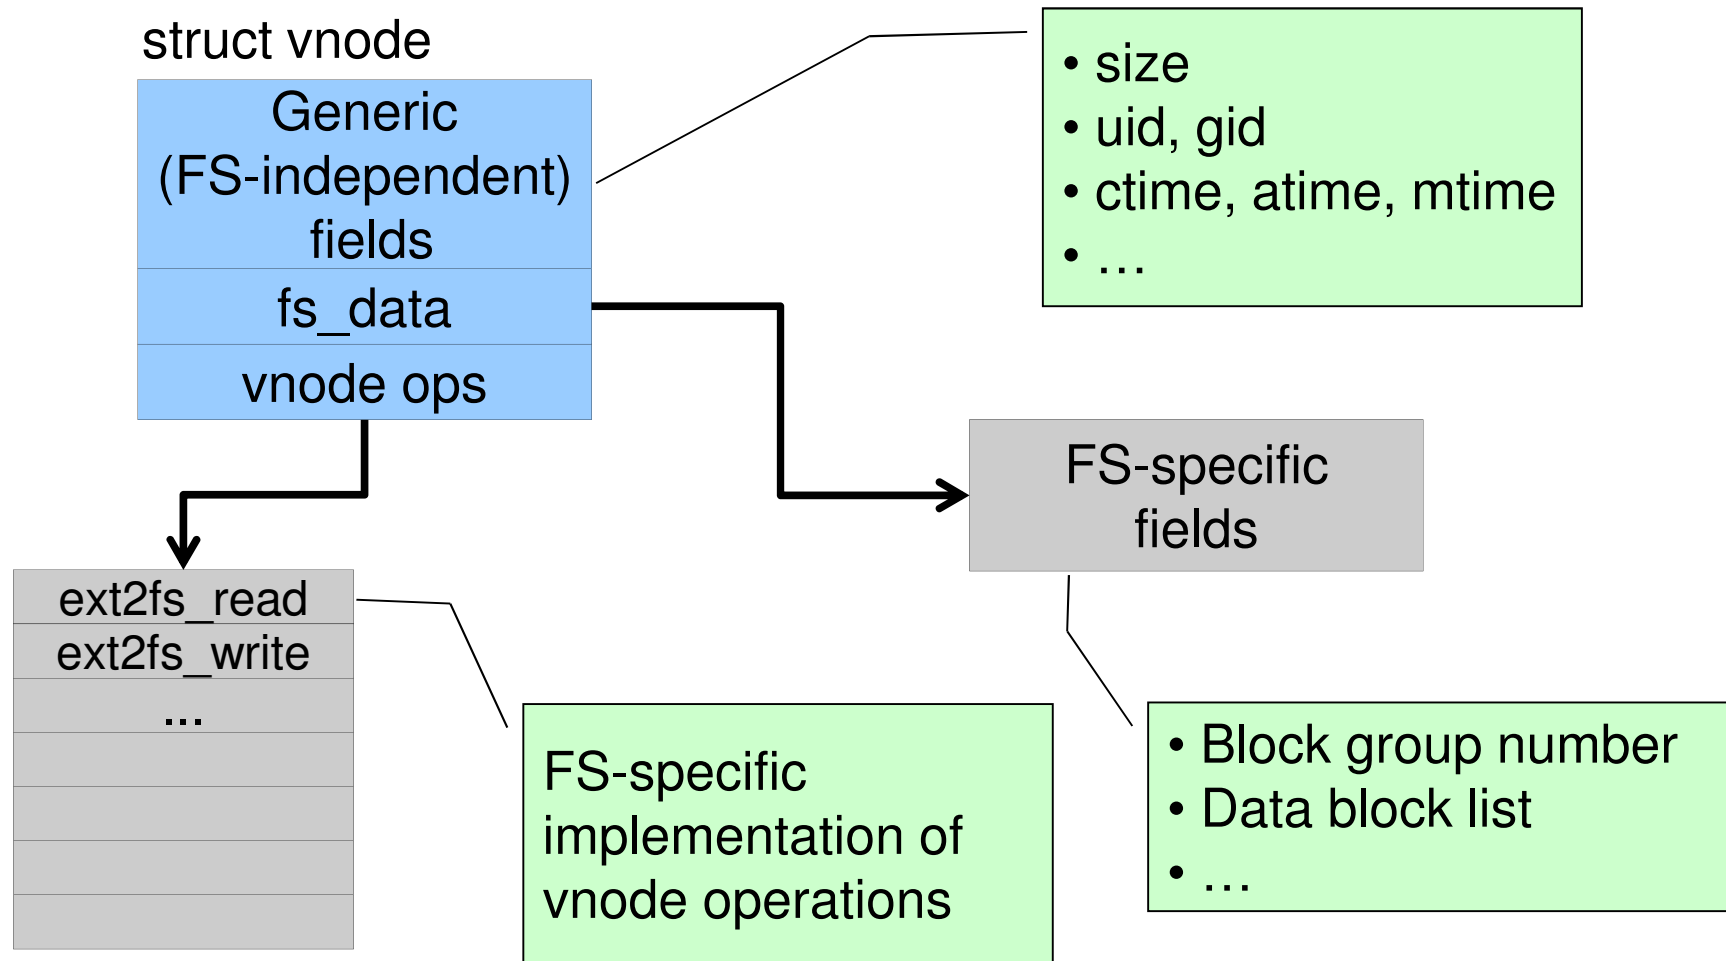 struct vnode
Generic
(FS-independent)
fields
fs_data
vnode ops
• size
• uid, gid
• ctime, atime, mtime
• …
FS-specific
fields
ext2fs_read
ext2fs_write
...
FS-specific
implementation of
vnode operations
• Block group number
• Data block list
• …